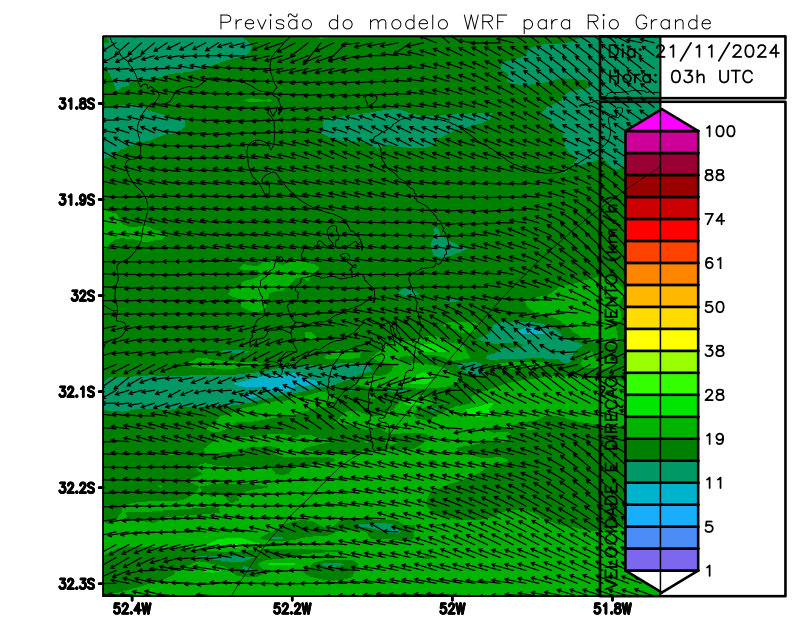 Previsão do modelo WRF para Rio Grande
Dia: 21/11/2024
Hora: 03h UTC
31.8S
31.9S
32S
32.1S
32.2S
32.3S
52.4W
52.2W
52W
51.8W
VELOCIDADE E DIREÇÃO DO VENTO (km/h)
100
88
74
61
50
38
28
19
11
5
1